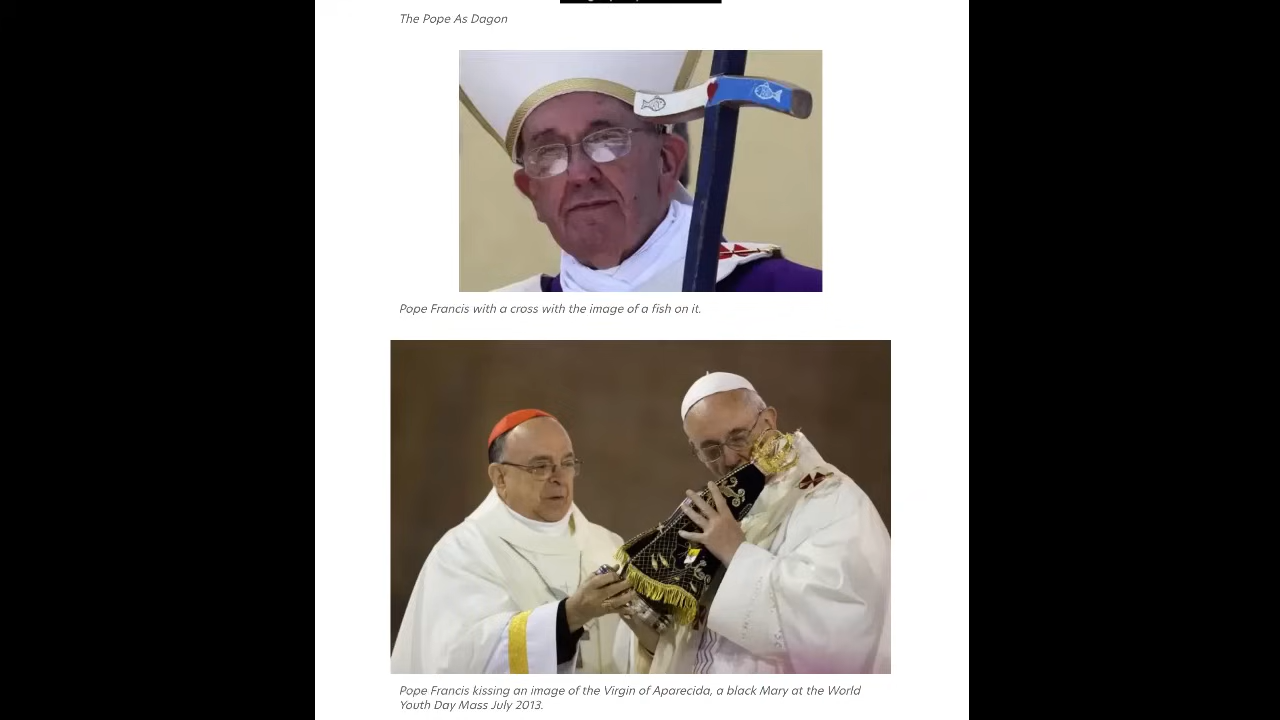 The Pope As Dagon
Pope Francis with a cross with the image of a fish on it.
Pope Francis kissing an image of the Virgin of Aparecida, a black Mary at the World
Youth Day Mass July 2013.